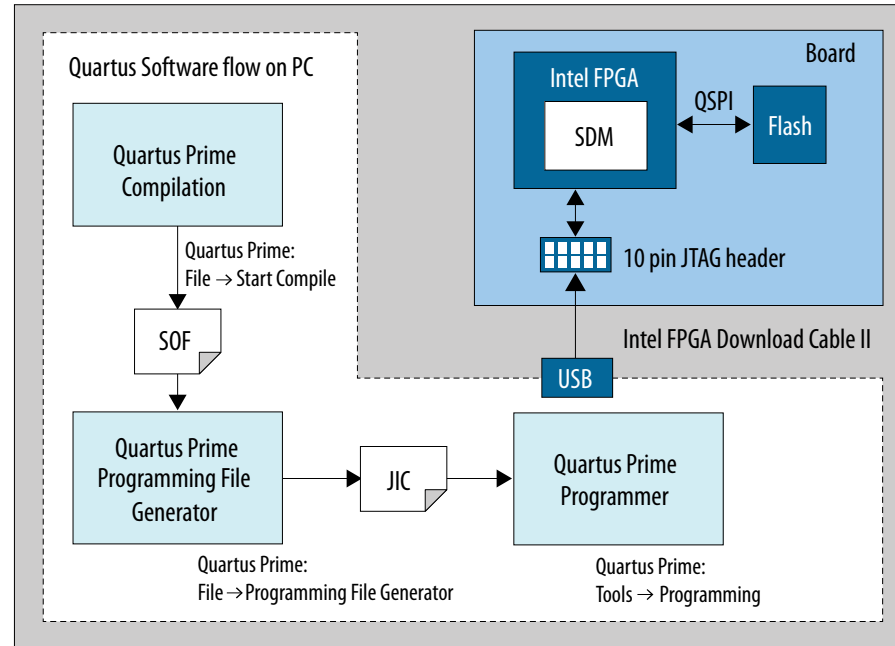 Quartus Software flow on PC
Quartus Prime
Compilation
Quartus Prime:
File → Start Compile
SOF
Quartus Prime
Programming File
Generator
Quartus Prime:
File → Programming File Generator
JIC
Quartus Prime
Programmer
Quartus Prime:
Tools → Programming
Board
Intel FPGA
SDM
QSPI
Flash
10 pin JTAG header
Intel FPGA Download Cable II
USB